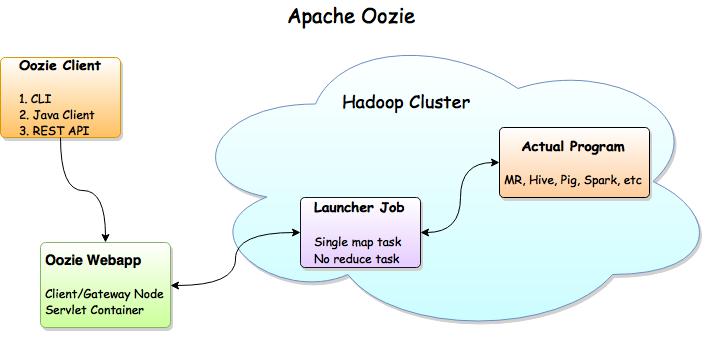 Apache Oozie
Oozie Client
1. CLI
2. Java Client
3. REST API
Hadoop Cluster
Actual Program
MR, Hive, Pig, Spark, etc
Launcher Job
Single map task
No reduce task
Oozie Webapp
Client/Gateway Node
Servlet Container